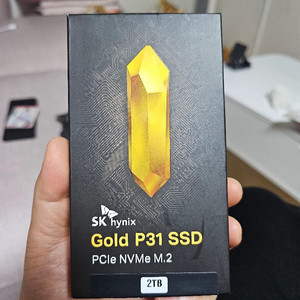 SK hynix
Gold P31 SSD
PCIe NVMe M.2
2TB